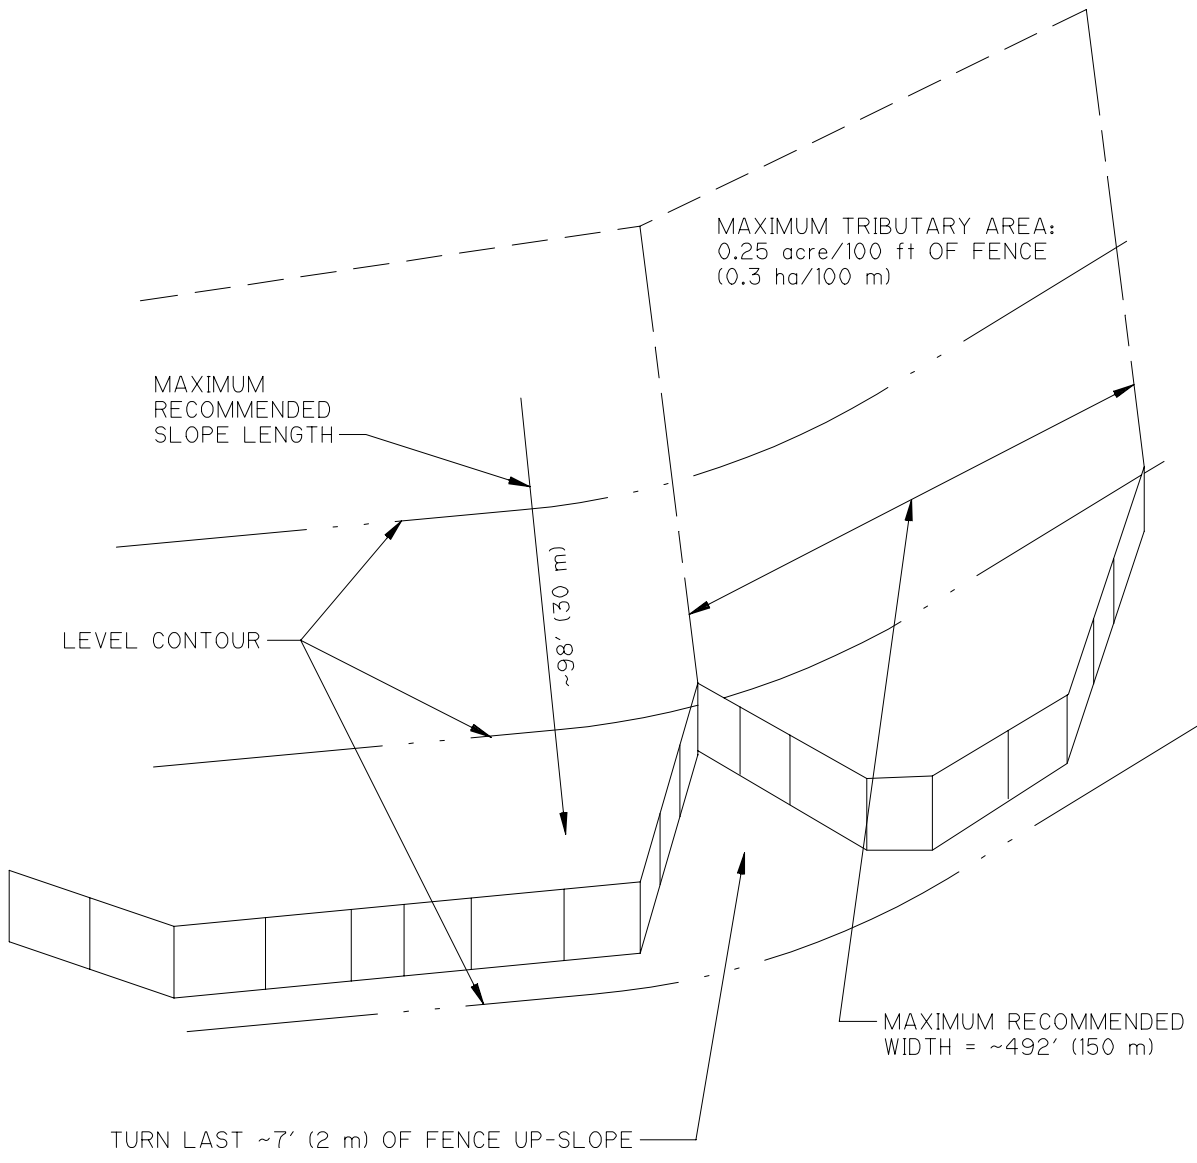 MAXIMUM TRIBUTARY AREA:
0.25 acre/100 ft OF FENCE
(0.3 ha/100 m)
MAXIMUM
RECOMMENDED
SLOPE LENGTH
~98' (30 m)
LEVEL CONTOUR
MAXIMUM RECOMMENDED
WIDTH = ~492' (150 m)
TURN LAST ~7' (2 m) OF FENCE UP-SLOPE